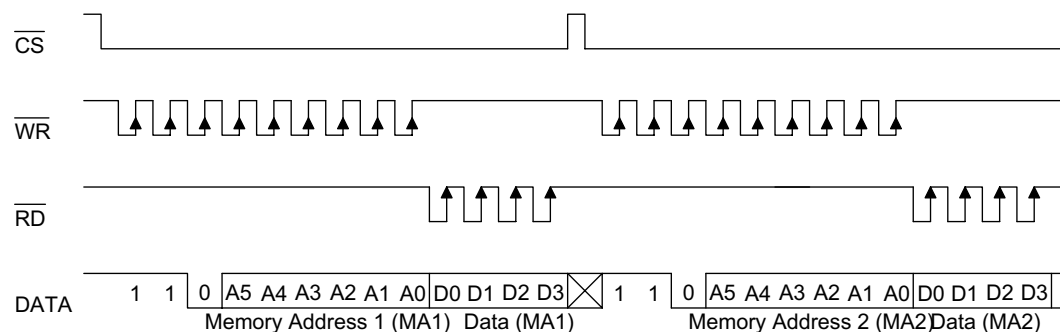 CS
WR
RD
DATA 1 1 0 A5 A4 A3 A2 A1 A0 D0 D1 D2 D3 1 1 0 A5 A4 A3 A2 A1 A0 D0 D1 D2 D3
Memory Address 1 (MA1) Data (MA1) Memory Address 2 (MA2) Data (MA2)